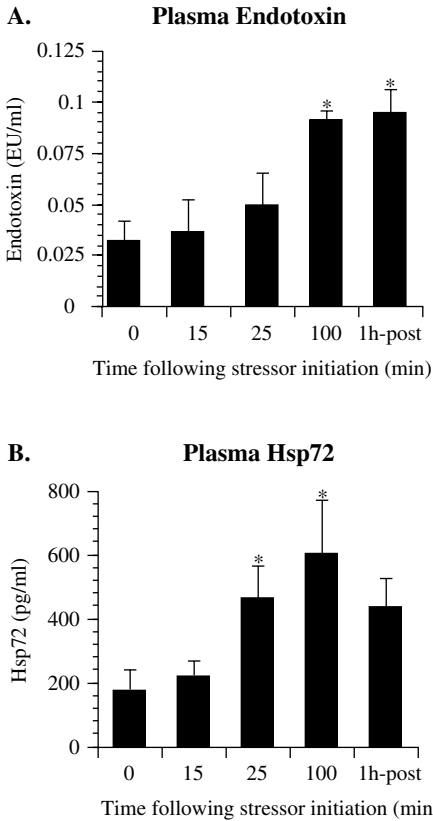 A. Plasma Endotoxin
0.125
0.1
0.075
0.05
0.025
0
Endotoxin (EU/ml)
* *
0 15 25 100 1h-post
Time following stressor initiation (min)
B. Plasma Hsp72
800
600
400
200
0
Hsp72 (pg/ml)
* *
0 15 25 100 1h-post
Time following stressor initiation (min